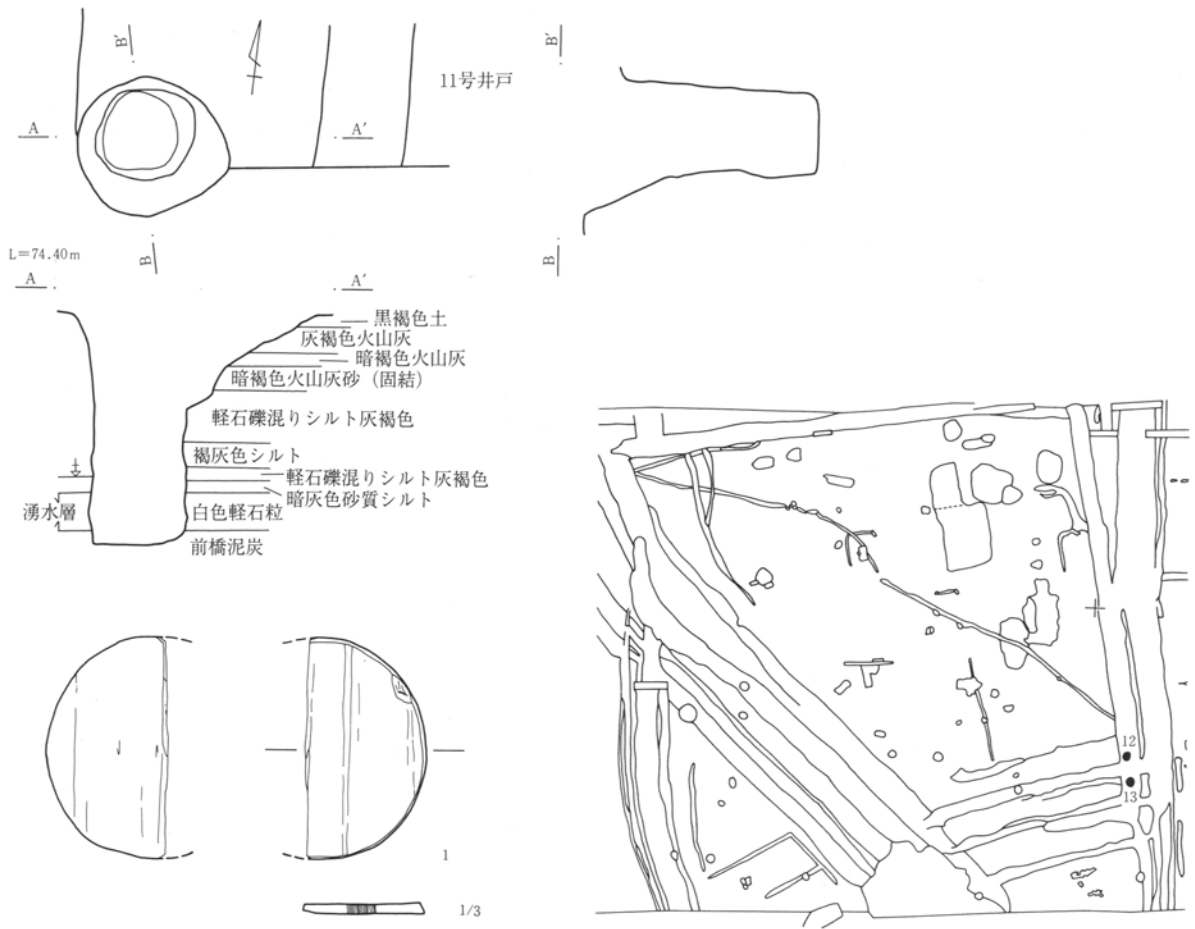 B′
11号井戸
A
A′
B
L=74.40m
A
A′
黒褐色土
灰褐色火山灰
暗褐色火山灰
暗褐色火山灰砂（固結）
軽石礫混りシルト灰褐色
褐灰色シルト
軽石礫混りシルト灰褐色
暗灰色砂質シルト
湧水層
白色軽石粒
前橋泥炭
1
1/3
B′
B
12
13